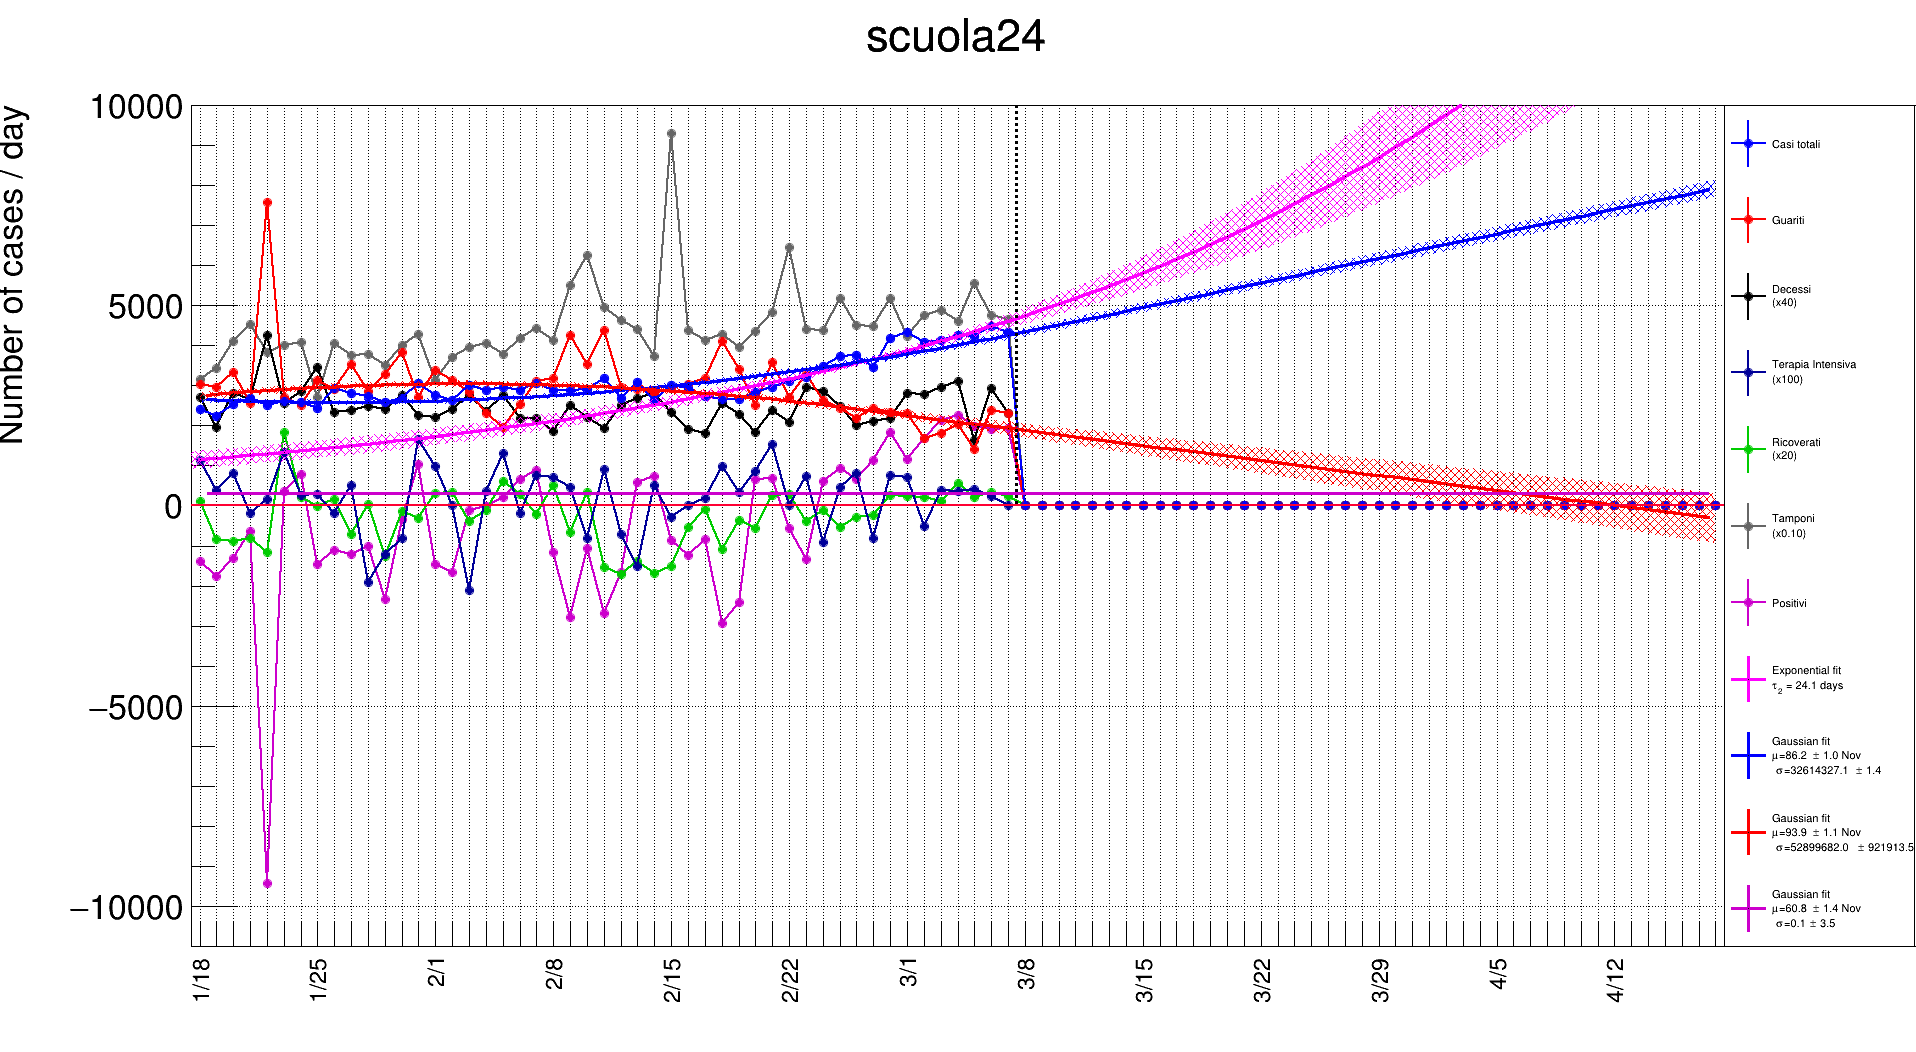 scuola24
Number of cases / day
10000
5000
0
−5000
−10000
1/18
1/25
2/1
2/8
2/15
2/22
3/1
3/8
3/15
3/22
3/29
4/5
4/12
Casi totali
Guariti
Decessi
(x40)
Terapia Intensiva
(x100)
Ricoverati
(x20)
Tamponi
(x0.10)
Positivi
Exponential fit
τ2 = 24.1 days
Gaussian fit
μ=86.2 ± 1.0 Nov
σ=32614327.1 ± 1.4
Gaussian fit
μ=93.9 ± 1.1 Nov
σ=52899682.0 ± 921913.5
Gaussian fit
μ=60.8 ± 1.4 Nov
σ=0.1 ± 3.5